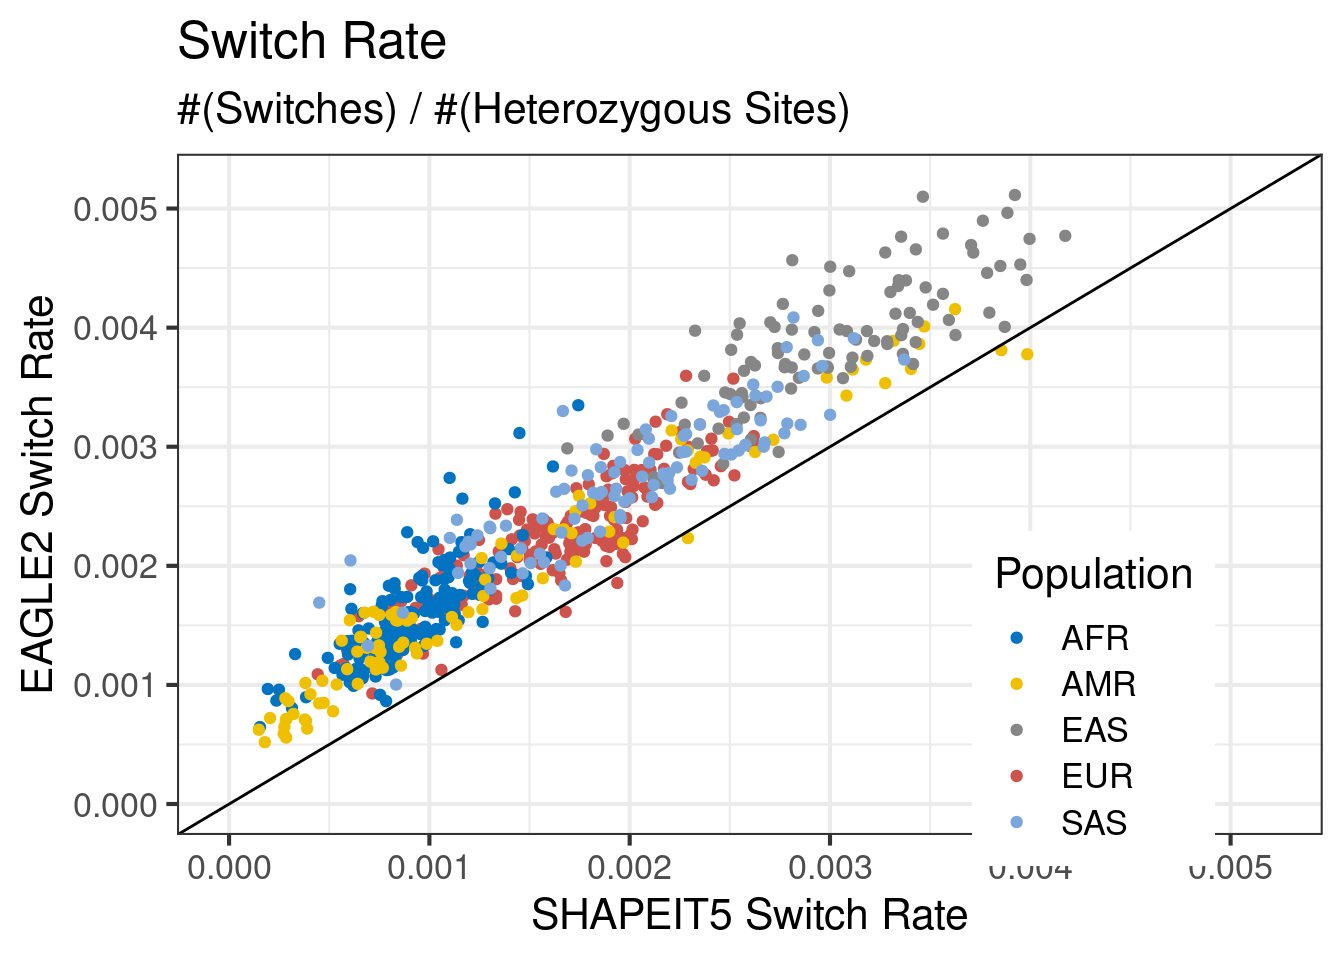 Switch Rate
#(Switches) / #(Heterozygous Sites)
EAGLE2 Switch Rate
0.005
0.004
0.003
0.002
0.001
0.000
Population
AFR
AMR
EAS
EUR
SAS
0.000 0.001 0.002 0.003 0.004 0.005
SHAPEIT5 Switch Rate